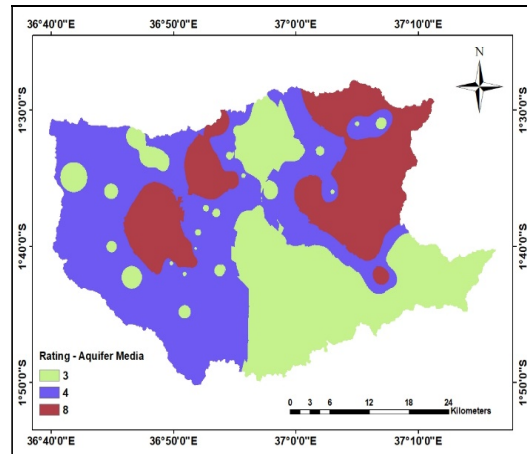 36°40'0"E 36°50'0"E 37°0'0"E 37°10'0"E
N
1°30'0"S 1°30'0"S
1°40'0"S 1°40'0"S
1°50'0"S 1°50'0"S
Rating - Aquifer Media
3
4
8
0 3 6 12 18 24
Kilometers
36°40'0"E 36°50'0"E 37°0'0"E 37°10'0"E